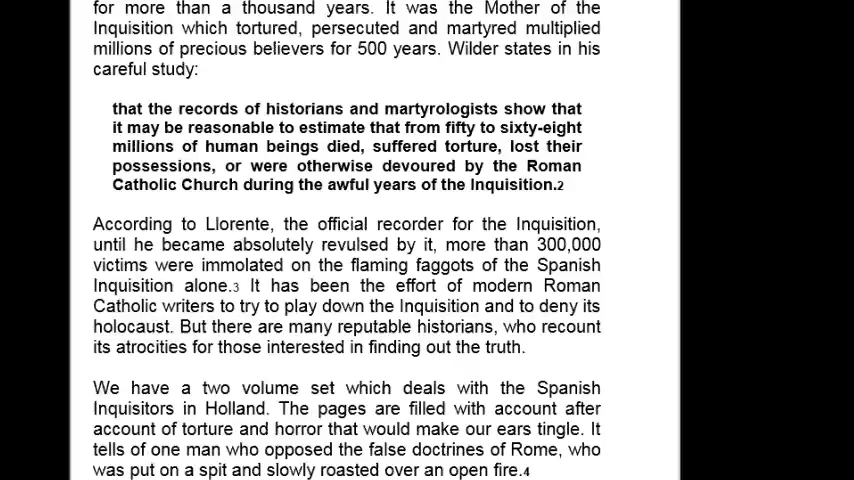 for more than a thousand years. It was the Mother of the
Inquisition which tortured, persecuted and martyred multiplied
millions of precious believers for 500 years. Wilder states in his
careful study:
that the records of historians and martyrologists show that
it may be reasonable to estimate that from fifty to sixty-eight
millions of human beings died, suffered torture, lost their
possessions, or were otherwise devoured by the Roman
Catholic Church during the awful years of the Inquisition.2
According to Llorente, the official recorder for the Inquisition,
until he became absolutely revulsed by it, more than 300,000
victims were immolated on the flaming faggots of the Spanish
Inquisition alone.3 It has been the effort of modern Roman
Catholic writers to try to play down the Inquisition and to deny its
holocaust. But there are many reputable historians, who recount
its atrocities for those interested in finding out the truth.
We have a two volume set which deals with the Spanish
Inquisitors in Holland. The pages are filled with account after
account of torture and horror that would make our ears tingle. It
tells of one man who opposed the false doctrines of Rome, who
was put on a spit and slowly roasted over an open fire.4